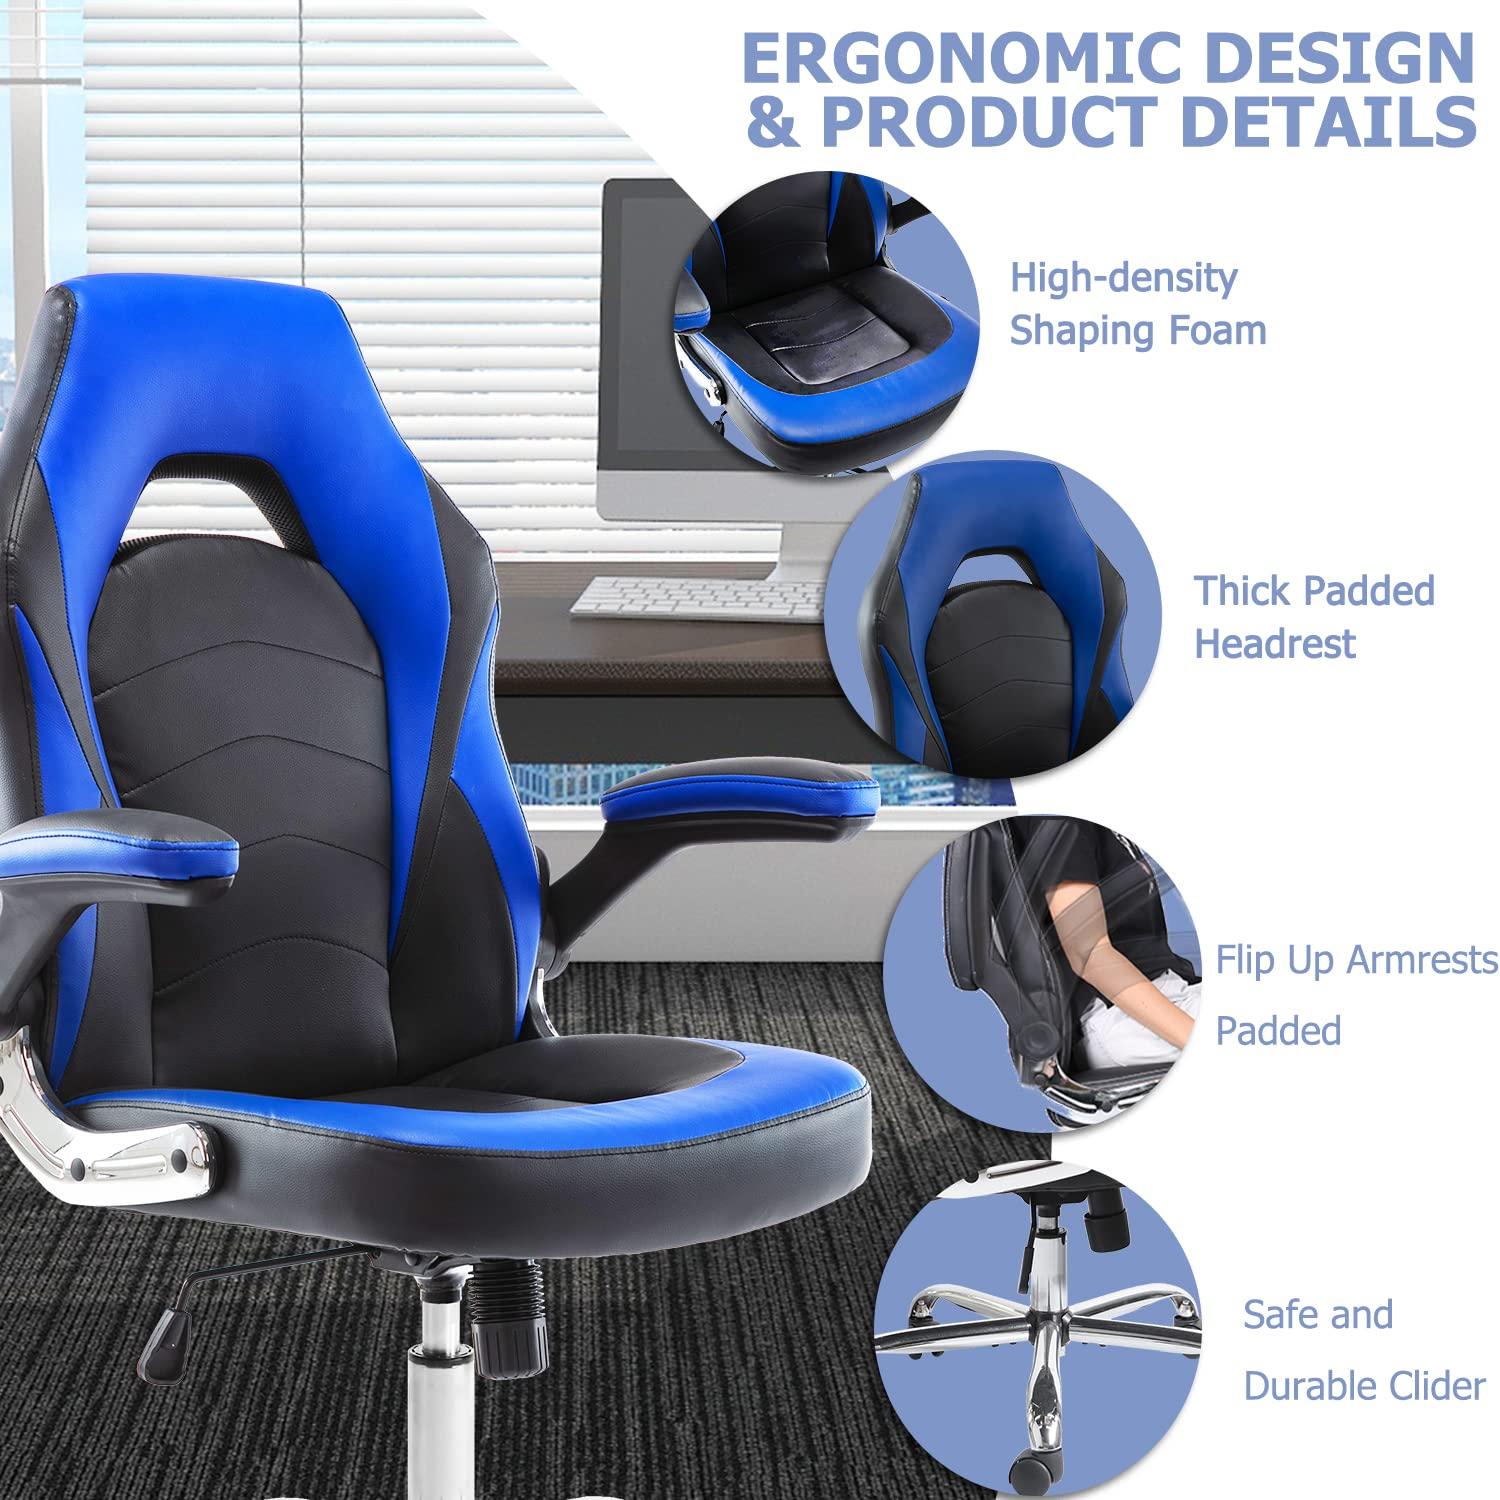 ERGONOMIC DESIGN
& PRODUCT DETAILS
High-density
Shaping Foam
Thick Padded
Headrest
Flip Up Armrests
Padded
Safe and
Durable Clider